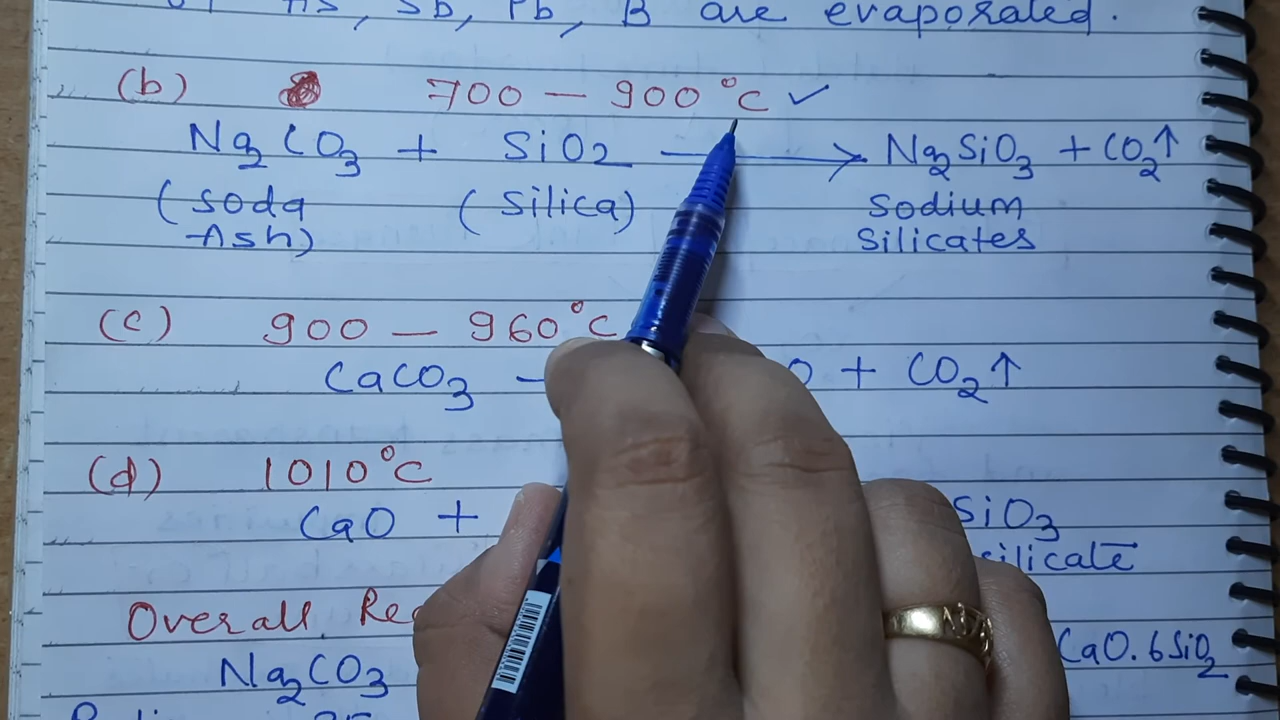 As, Sb, Pb, B are evaporated.
(b) 700 — 900°C ✓
Na2CO3 + SiO2 ⟶ Na2SiO3 + CO2↑
(Soda (Silica) Sodium
Ash) Silicates
(c) 900 — 960°C
CaCO3 O + CO2↑
(d) 1010°C
CaO + SiO3
silicate
Overall
Na2CO3 CaO.6SiO2